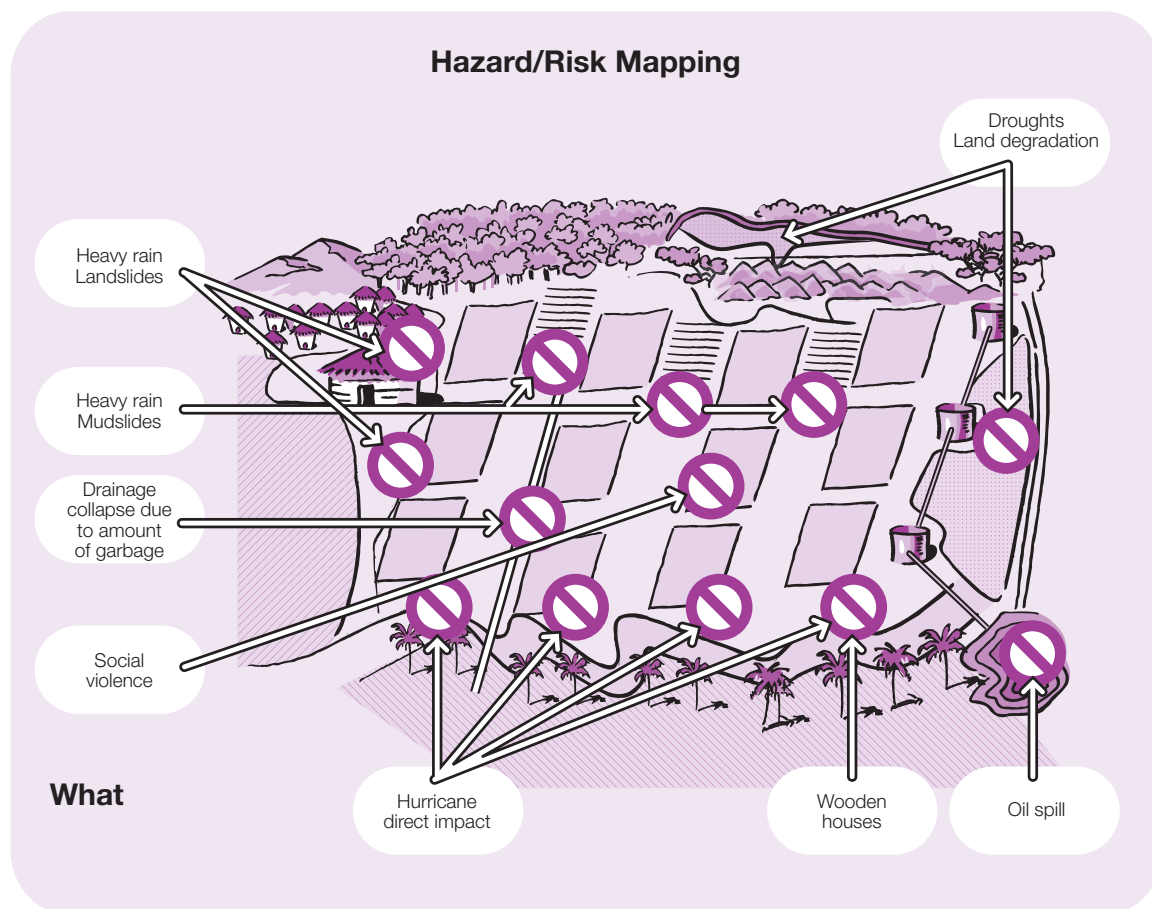 Hazard/Risk Mapping
Droughts
Land degradation
Heavy rain
Landslides
Heavy rain
Mudslides
Drainage
collapse due
to amount
of garbage
Social
violence
What
Hurricane
direct impact
Wooden
houses
Oil spill